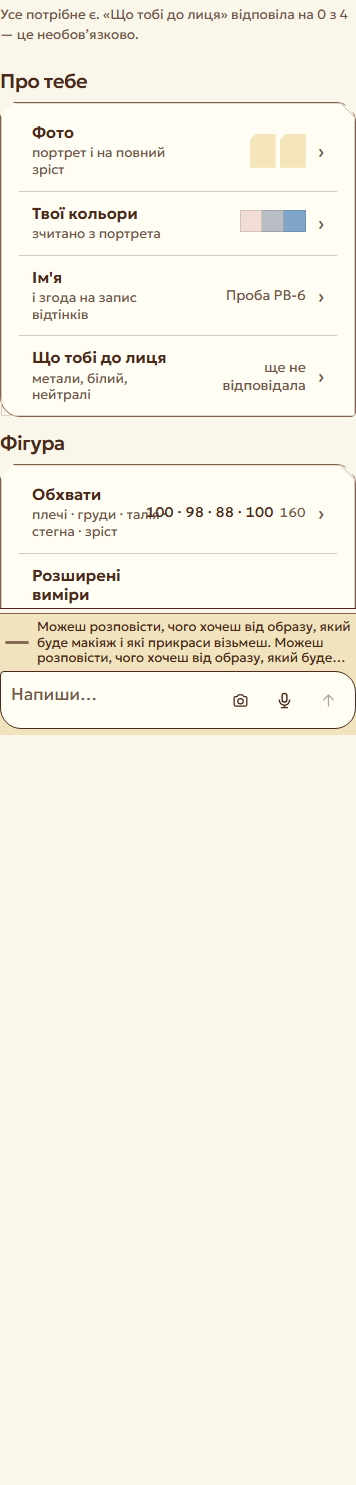 Усе потрібне є. «Що тобі до лиця» відповіла на 0 з 4
— це необов’язково.
Про тебе
Фото
портрет і на повний
зріст
Твої кольори
зчитано з портрета
Ім'я
і згода на запис
відтінків
Проба РВ-6
Що тобі до лиця
метали, білий,
нейтралі
ще не
відповідала
Фігура
Обхвати
плечі · груди · талія ·
стегна · зріст
100 · 98 · 88 · 100 160
Розширені
виміри
Можеш розповісти, чого хочеш від образу, який
буде макіяж і які прикраси візьмеш. Можеш
розповісти, чого хочеш від образу, який буде…
Напиши…